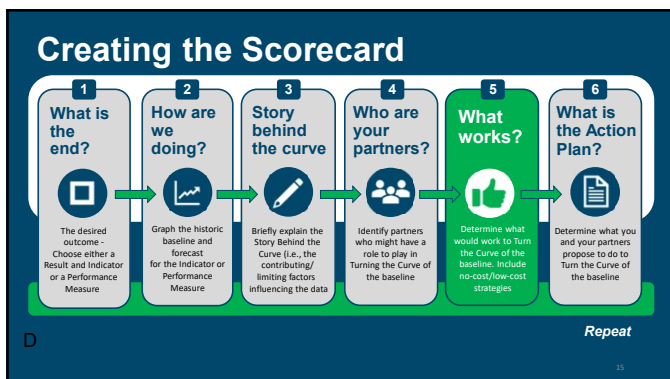 Creating the Scorecard
1
What is
the
end?
The desired
outcome -
Choose either a
Result and Indicator
or a Performance
Measure
2
How are
we
doing?
Graph the historic
baseline and
forecast
for the Indicator or
Performance
Measure
3
Story
behind
the curve
Briefly explain the
Story Behind the
Curve (i.e., the
contributing/
limiting factors
influencing the data
4
Who are
your
partners?
Identify partners
who might have a
role to play in
Turning the Curve of
the baseline
5
What
works?
Determine what
would work to Turn
the Curve of the
baseline. Include
no-cost/low-cost
strategies
6
What is
the Action
Plan?
Determine what you
and your partners
propose to do to
Turn the Curve of
the baseline
Repeat
D
15